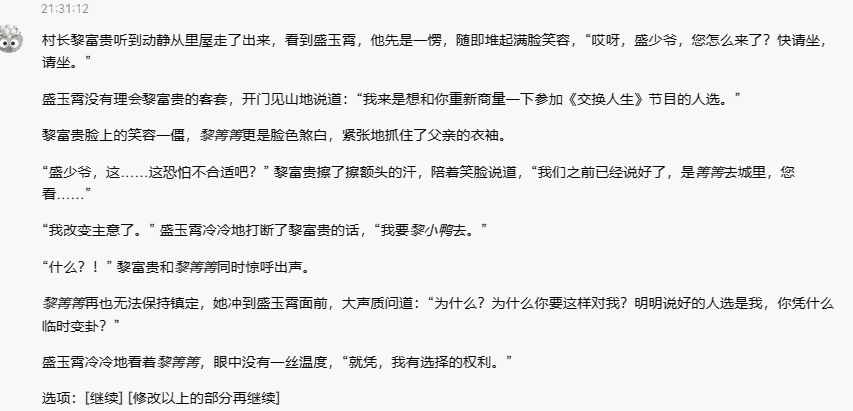 21:31:12
村长黎富贵听到动静从里屋走了出来，看到盛玉霄，他先是一愣，随即堆起满脸笑容，“哎呀，盛少爷，您怎么来了？快请坐，
请坐。”
盛玉霄没有理会黎富贵的客套，开门见山地说道：“我来是想和你重新商量一下参加《交换人生》节目的人选。”
黎富贵脸上的笑容一僵，黎菁菁更是脸色煞白，紧张地抓住了父亲的衣袖。
“盛少爷，这……这恐怕不合适吧？” 黎富贵擦了擦额头的汗，陪着笑脸说道，“我们之前已经说好了，是菁菁去城里，您
看……”
“我改变主意了。” 盛玉霄冷冷地打断了黎富贵的话，“我要黎小鸭去。”
“什么？！” 黎富贵和黎菁菁同时惊呼出声。
黎菁菁再也无法保持镇定，她冲到盛玉霄面前，大声质问道：“为什么？为什么你要这样对我？明明说好的人选是我，你凭什么
临时变卦？”
盛玉霄冷冷地看着黎菁菁，眼中没有一丝温度，“就凭，我有选择的权利。”
选项：[继续] [修改以上的部分再继续]